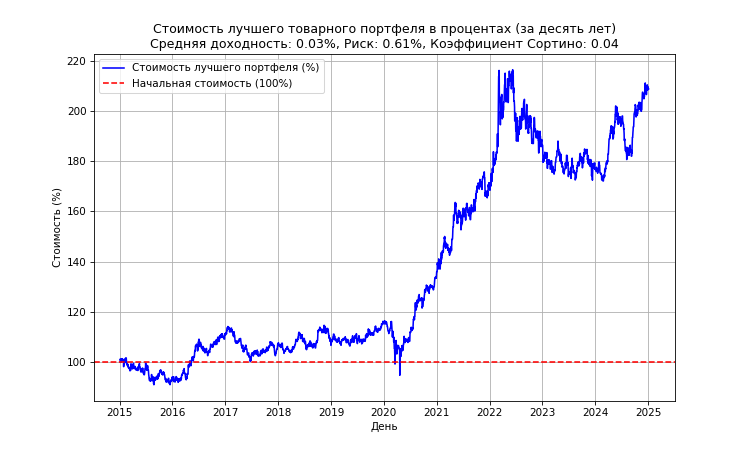 Стоимость лучшего товарного портфеля в процентах (за десять лет)
Средняя доходность: 0.03%, Риск: 0.61%, Коэффициент Сортино: 0.04
Стоимость лучшего портфеля (%)
Начальная стоимость (100%)
Стоимость (%)
220
200
180
160
140
120
100
2015 2016 2017 2018 2019 2020 2021 2022 2023 2024 2025
День